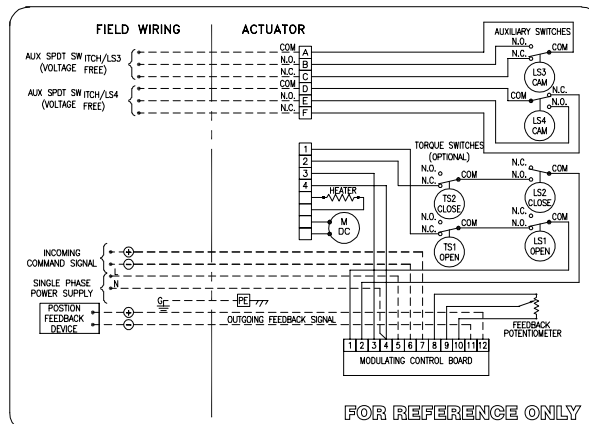 FIELD WIRING
ACTUATOR
AUX SPDT SWITCH/LS3
(VOLTAGE FREE)
AUX SPDT SWITCH/LS4
(VOLTAGE FREE)
COM A
N.O. B
N.C. C
COM D
N.O. E
N.C. F
AUXILIARY SWITCHES
N.O.
COM
N.C.
LS3
CAM
COM
N.C.
N.O.
LS4
CAM
1
2
3
4
HEATER
M
DC
TORQUE SWITCHES
(OPTIONAL)
N.O.
N.C.
COM
TS2
CLOSE
N.C.
N.O.
COM
LS2
CLOSE
N.O.
N.C.
COM
TS1
OPEN
N.C.
N.O.
COM
LS1
OPEN
INCOMING
COMMAND SIGNAL
+
-
SINGLE PHASE
POWER SUPPLY
L
N
G
PE
POSTION
FEEDBACK
DEVICE
+
-
OUTGOING FEEDBACK SIGNAL
FEEDBACK
POTENTIOMETER
1 2 3 4 5 6 7 8 9 10 11 12
MODULATING CONTROL BOARD
FOR REFERENCE ONLY